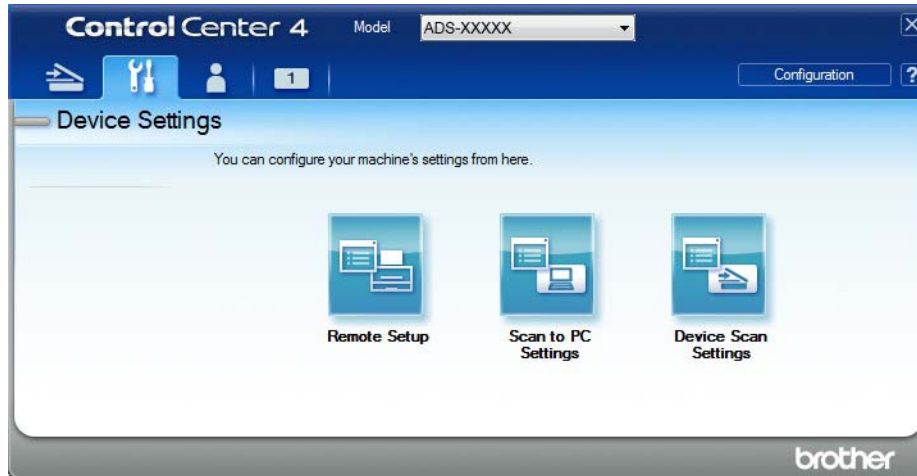 Control Center 4 Model ADS-XXXXX
1 Configuration ?
Device Settings
You can configure your machine's settings from here.
Remote Setup
Scan to PC
Settings
Device Scan
Settings
brother